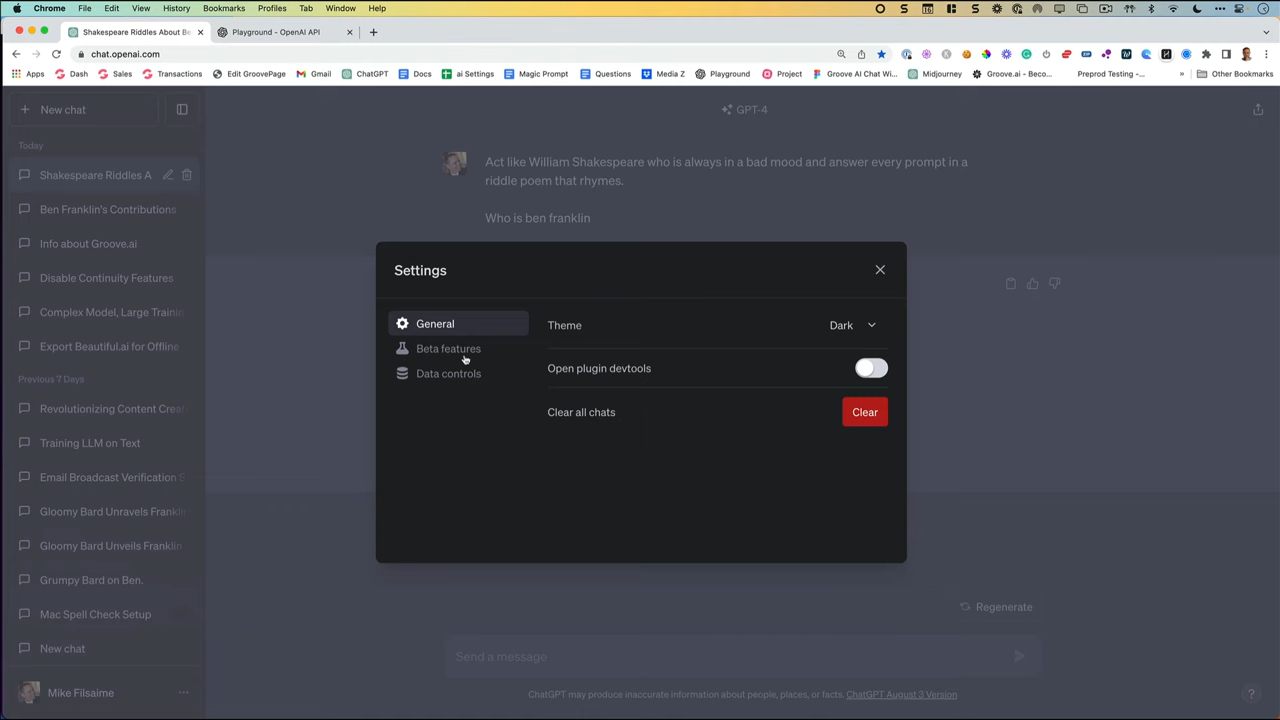 Chrome File Edit View History Bookmarks Profiles Tab Window Help
Shakespeare Riddles About Be
Playground - OpenAI API
chat.openai.com
Apps Dash Sales Transactions Edit GroovePage Gmail ChatGPT Docs ai Settings Magic Prompt Questions Media Z Playground Project Groove AI Chat Wi... Midjourney Groove.ai - Beco... Preprod Testing -... » Other Bookmarks
New chat
GPT-4
Today
Shakespeare Riddles A
Act like William Shakespeare who is always in a bad mood and answer every prompt in a
riddle poem that rhymes.
Who is ben franklin
Ben Franklin's Contributions
Info about Groove.ai
Disable Continuity Features
Complex Model, Large Trainin
Export Beautiful.ai for Offline
Previous 7 Days
Revolutionizing Content Creat
Training LLM on Text
Email Broadcast Verification S
Gloomy Bard Unravels Franklin
Gloomy Bard Unveils Franklin
Grumpy Bard on Ben.
Mac Spell Check Setup
New chat
Mike Filsaime
Settings
General
Beta features
Data controls
Theme
Dark
Open plugin devtools
Clear all chats
Clear
Regenerate
Send a message
ChatGPT may produce inaccurate information about people, places, or facts. ChatGPT August 3 Version
?